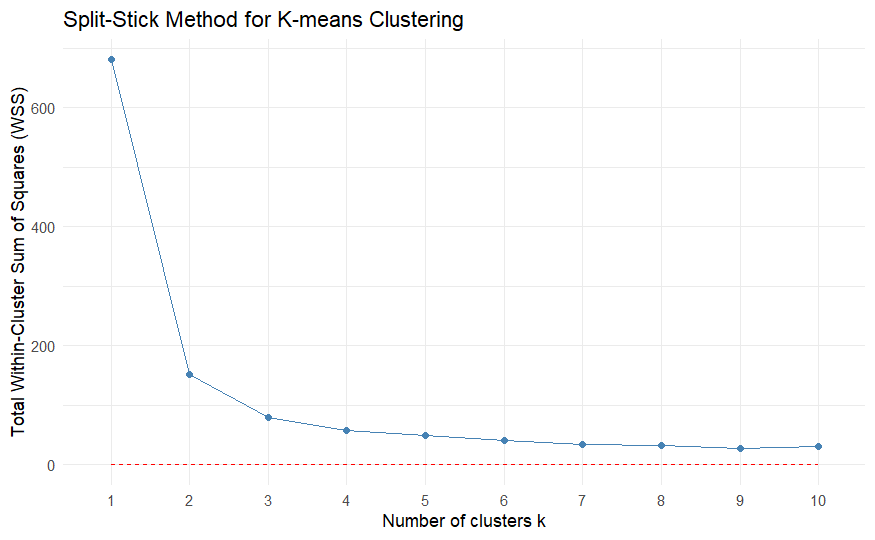 Split-Stick Method for K-means Clustering
Total Within-Cluster Sum of Squares (WSS)
600
400
200
0
1 2 3 4 5 6 7 8 9 10
Number of clusters k